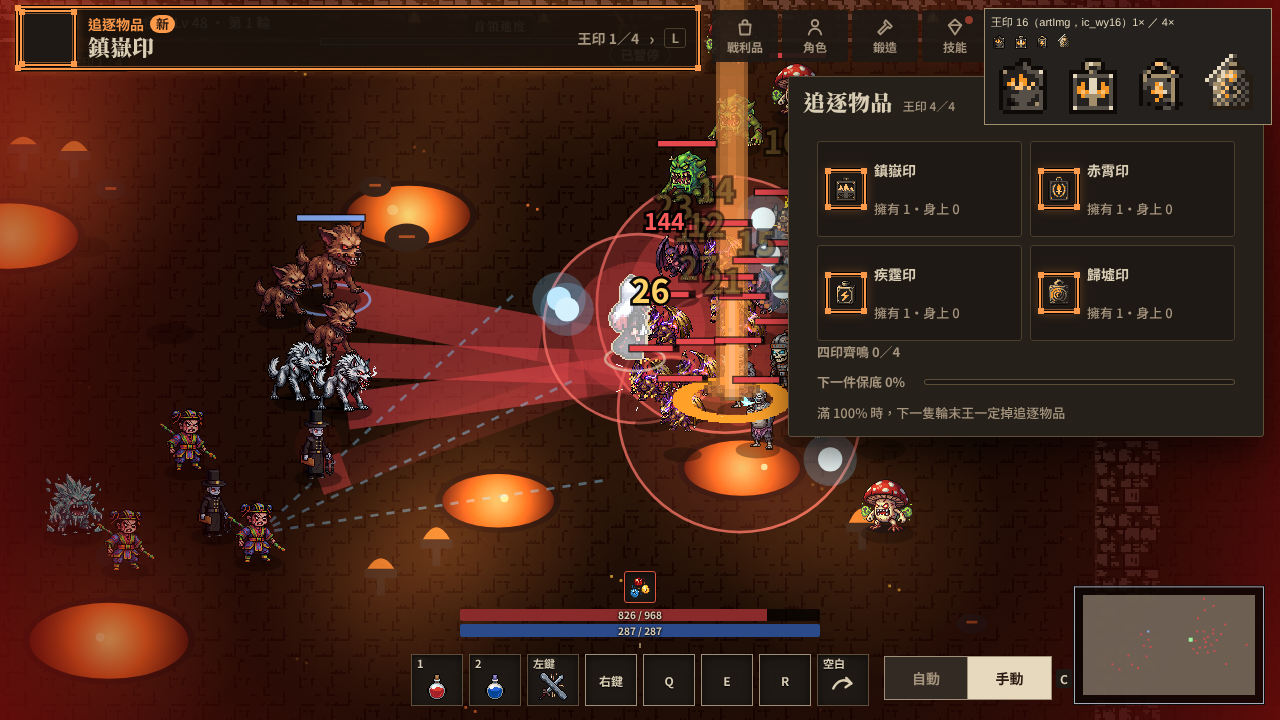 追逐物品 新
鎮嶽印
王印 1／4 › L
戰利品
角色
鍛造
技能
王印 16（artImg，ic_wy16）1× ／ 4×
追逐物品 王印 4／4
鎮嶽印
擁有 1・身上 0
赤霄印
擁有 1・身上 0
疾霆印
擁有 1・身上 0
歸墟印
擁有 1・身上 0
四印齊鳴 0／4
下一件保底 0%
滿 100% 時，下一隻輪末王一定掉追逐物品
144
26
826 / 968
287 / 287
1
2
左鍵
右鍵
Q
E
R
空白
自動
手動
C